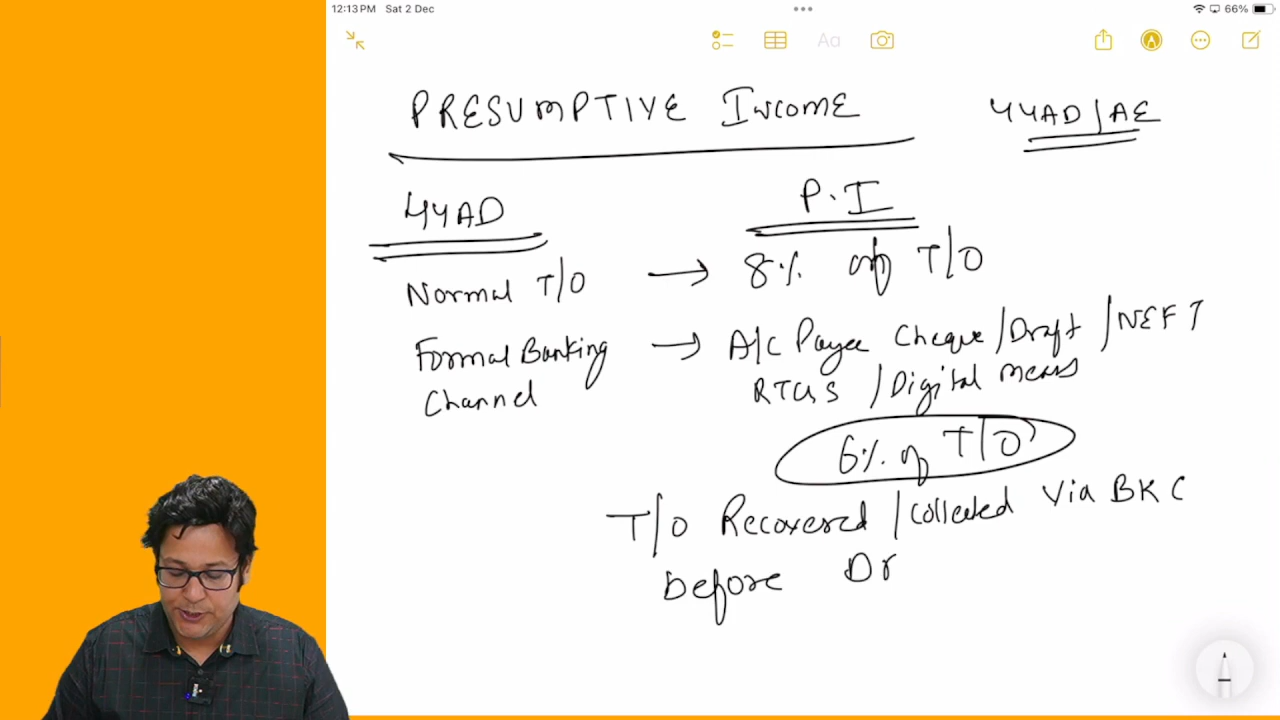 12:13 PM Sat 2 Dec
66%
Aa
PRESUMPTIVE Income 44AD/AE
44AD P.I
Normal T/O → 8% of T/O
Formal Banking Channel → A/C Payee Cheque/Draft/NEFT
RTGS/Digital means
6% of T/O
T/O Recovered/Collected Via BKC
before Dr